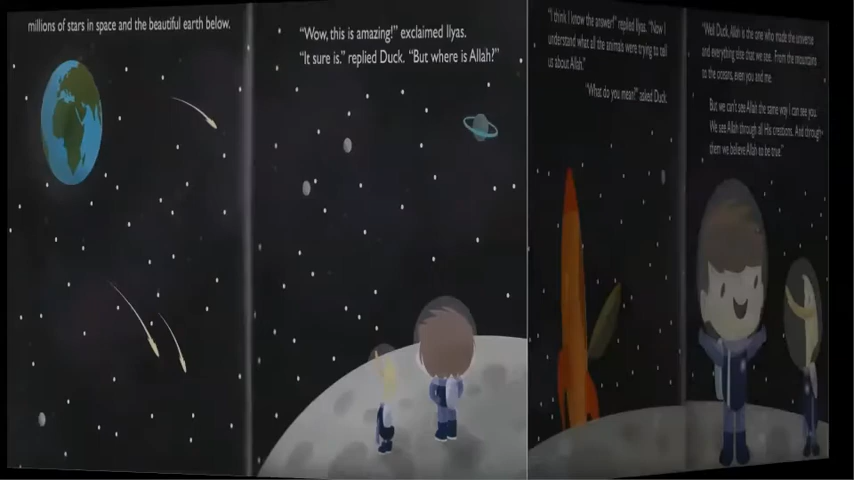 millions of stars in space and the beautiful earth below.
"Wow, this is amazing!" exclaimed Ilyas.
"It sure is." replied Duck. "But where is Allah?"
"I think I know the answer!" replied Ilyas. "Now I
understand what all the animals were trying to tell
us about Allah."
"What do you mean?" asked Duck.
"Well Duck, Allah is the one who made the universe
and everything else that we see. From the mountains
to the oceans, even you and me.
But we can't see Allah the same way I can see you.
We see Allah through all His creations. And through
them we believe Allah to be true."